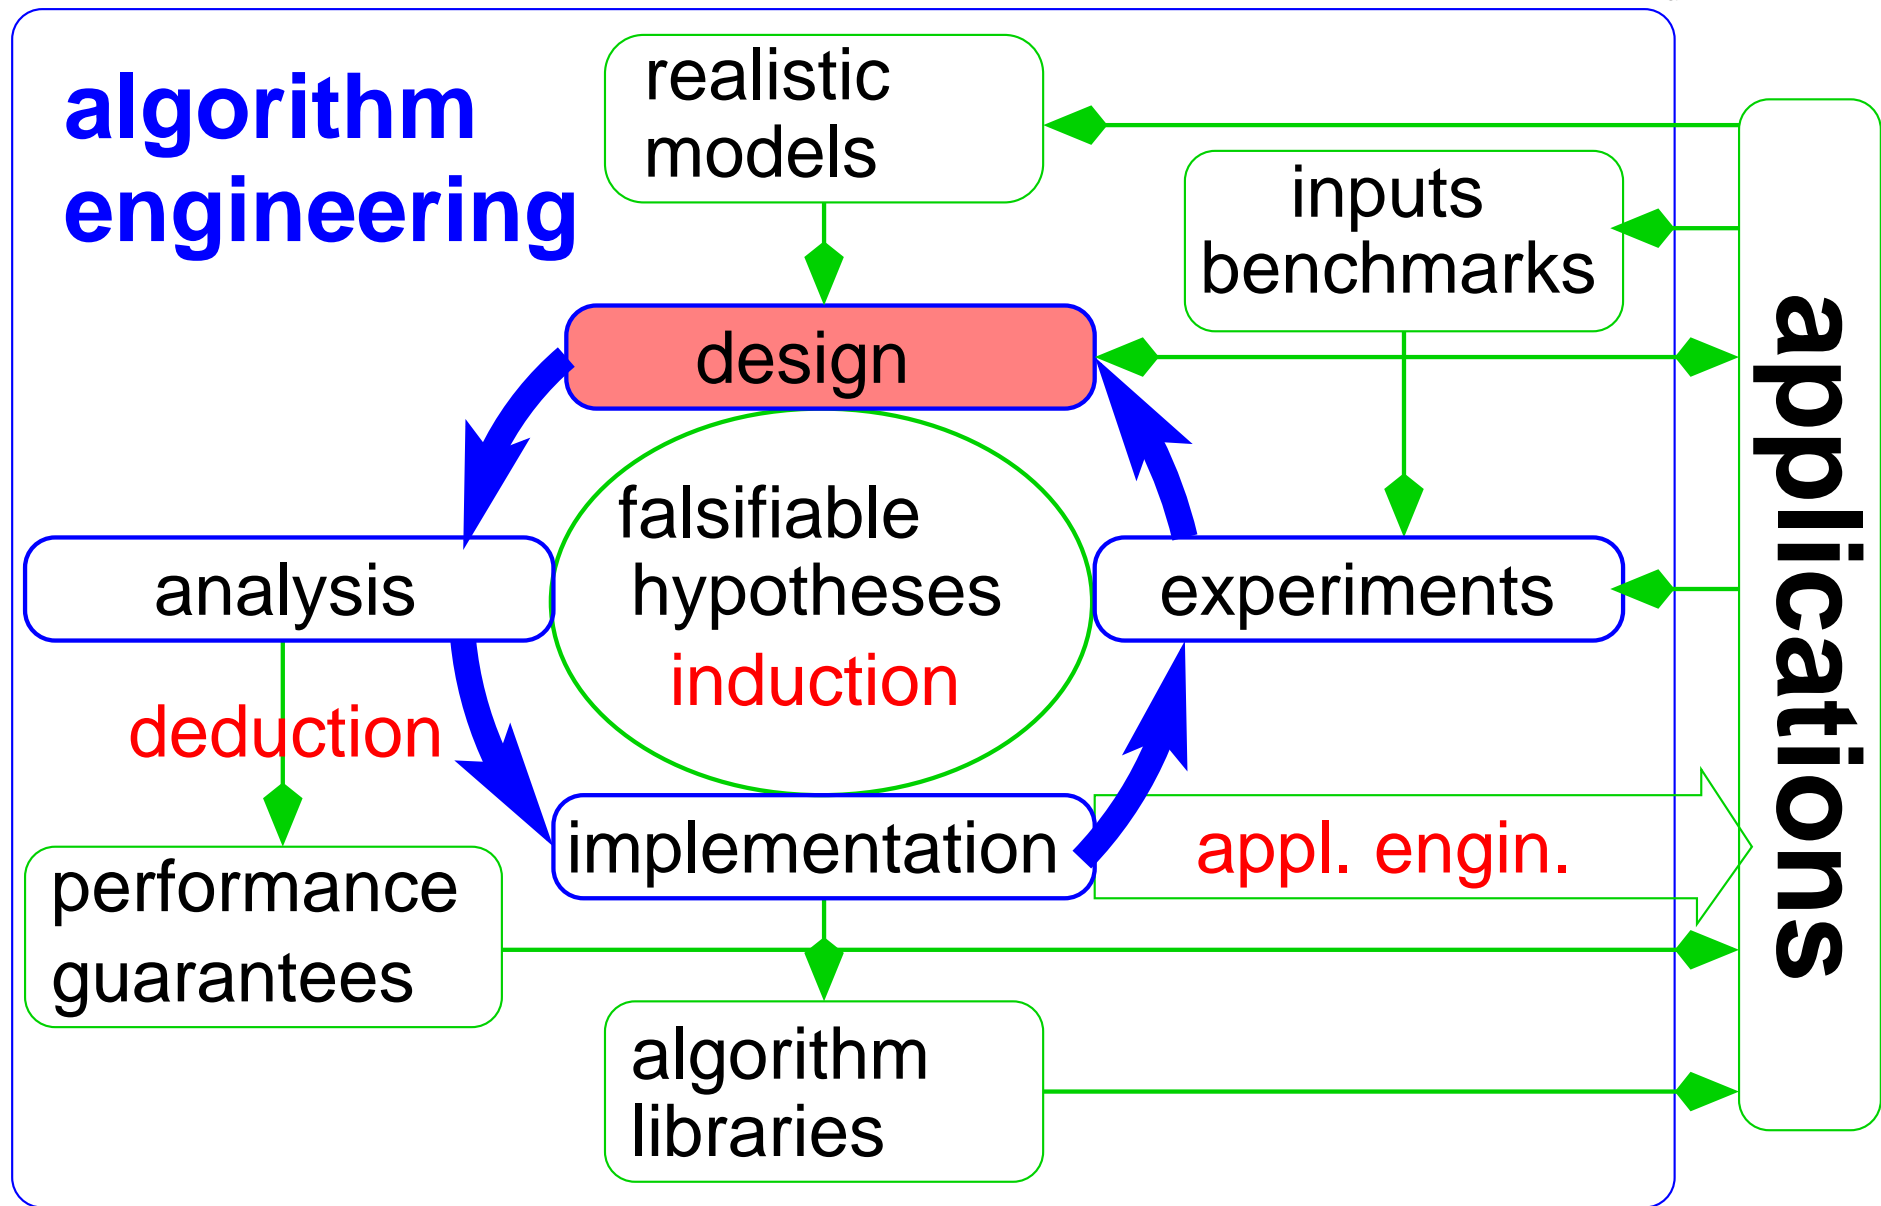 algorithm
engineering
realistic
models
inputs
benchmarks
design
falsifiable
hypotheses
induction
analysis
experiments
deduction
implementation
appl. engin.
performance
guarantees
algorithm
libraries
applications